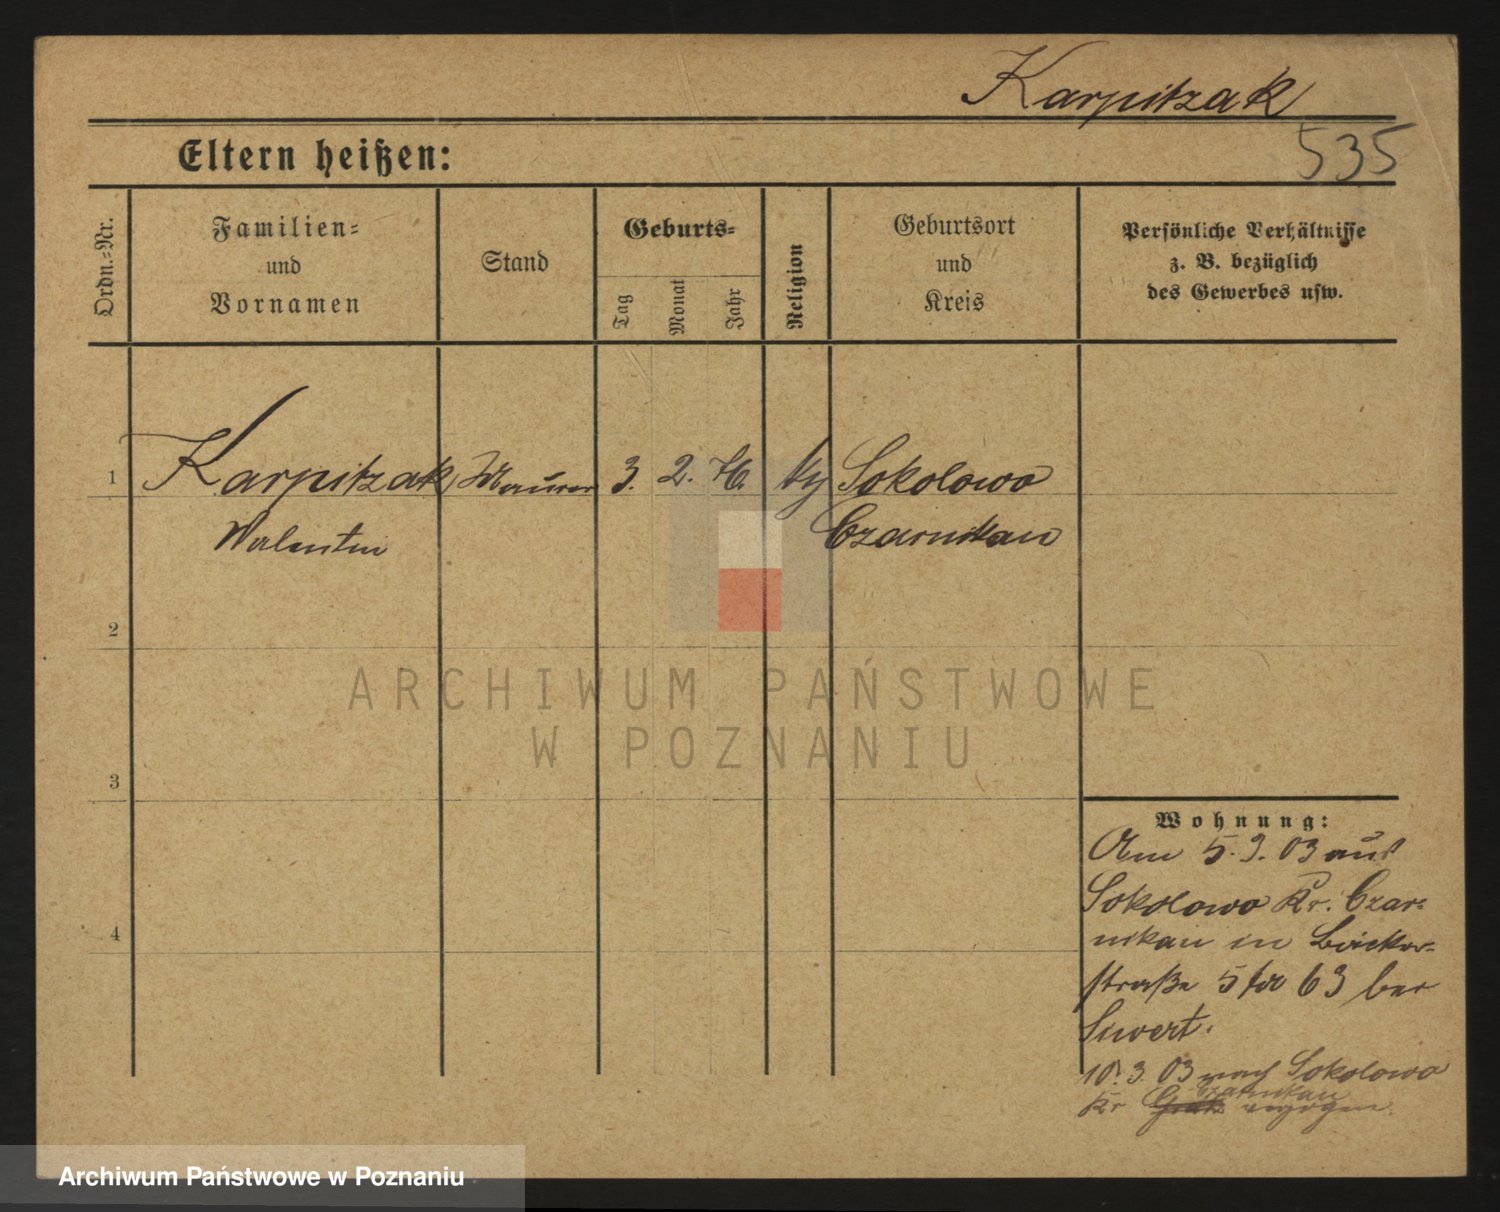 Karpitzak
535
Eltern heißen:
Ordn.-Nr.
Familien-
und
Vornamen
Stand
Geburts-
Tag
Monat
Jahr
Religion
Geburtsort
und
Kreis
Persönliche Verhältnisse
z. B. bezüglich
des Gewerbes usw.
1
Karpitzak Maurer 3. 2. Sokolowo
Walentin Czarnikau
2
ARCHIWUM PAŃSTWOWE
W POZNANIU
3
Wohnung:
Am 5.3.03 aus
Sokolowo Kr. Czar-
nikau in
4
straße 63 bei
Siwert.
10.3.03 nach Sokolowo
Czarnikau
Kr verzogen.
Archiwum Państwowe w Poznaniu